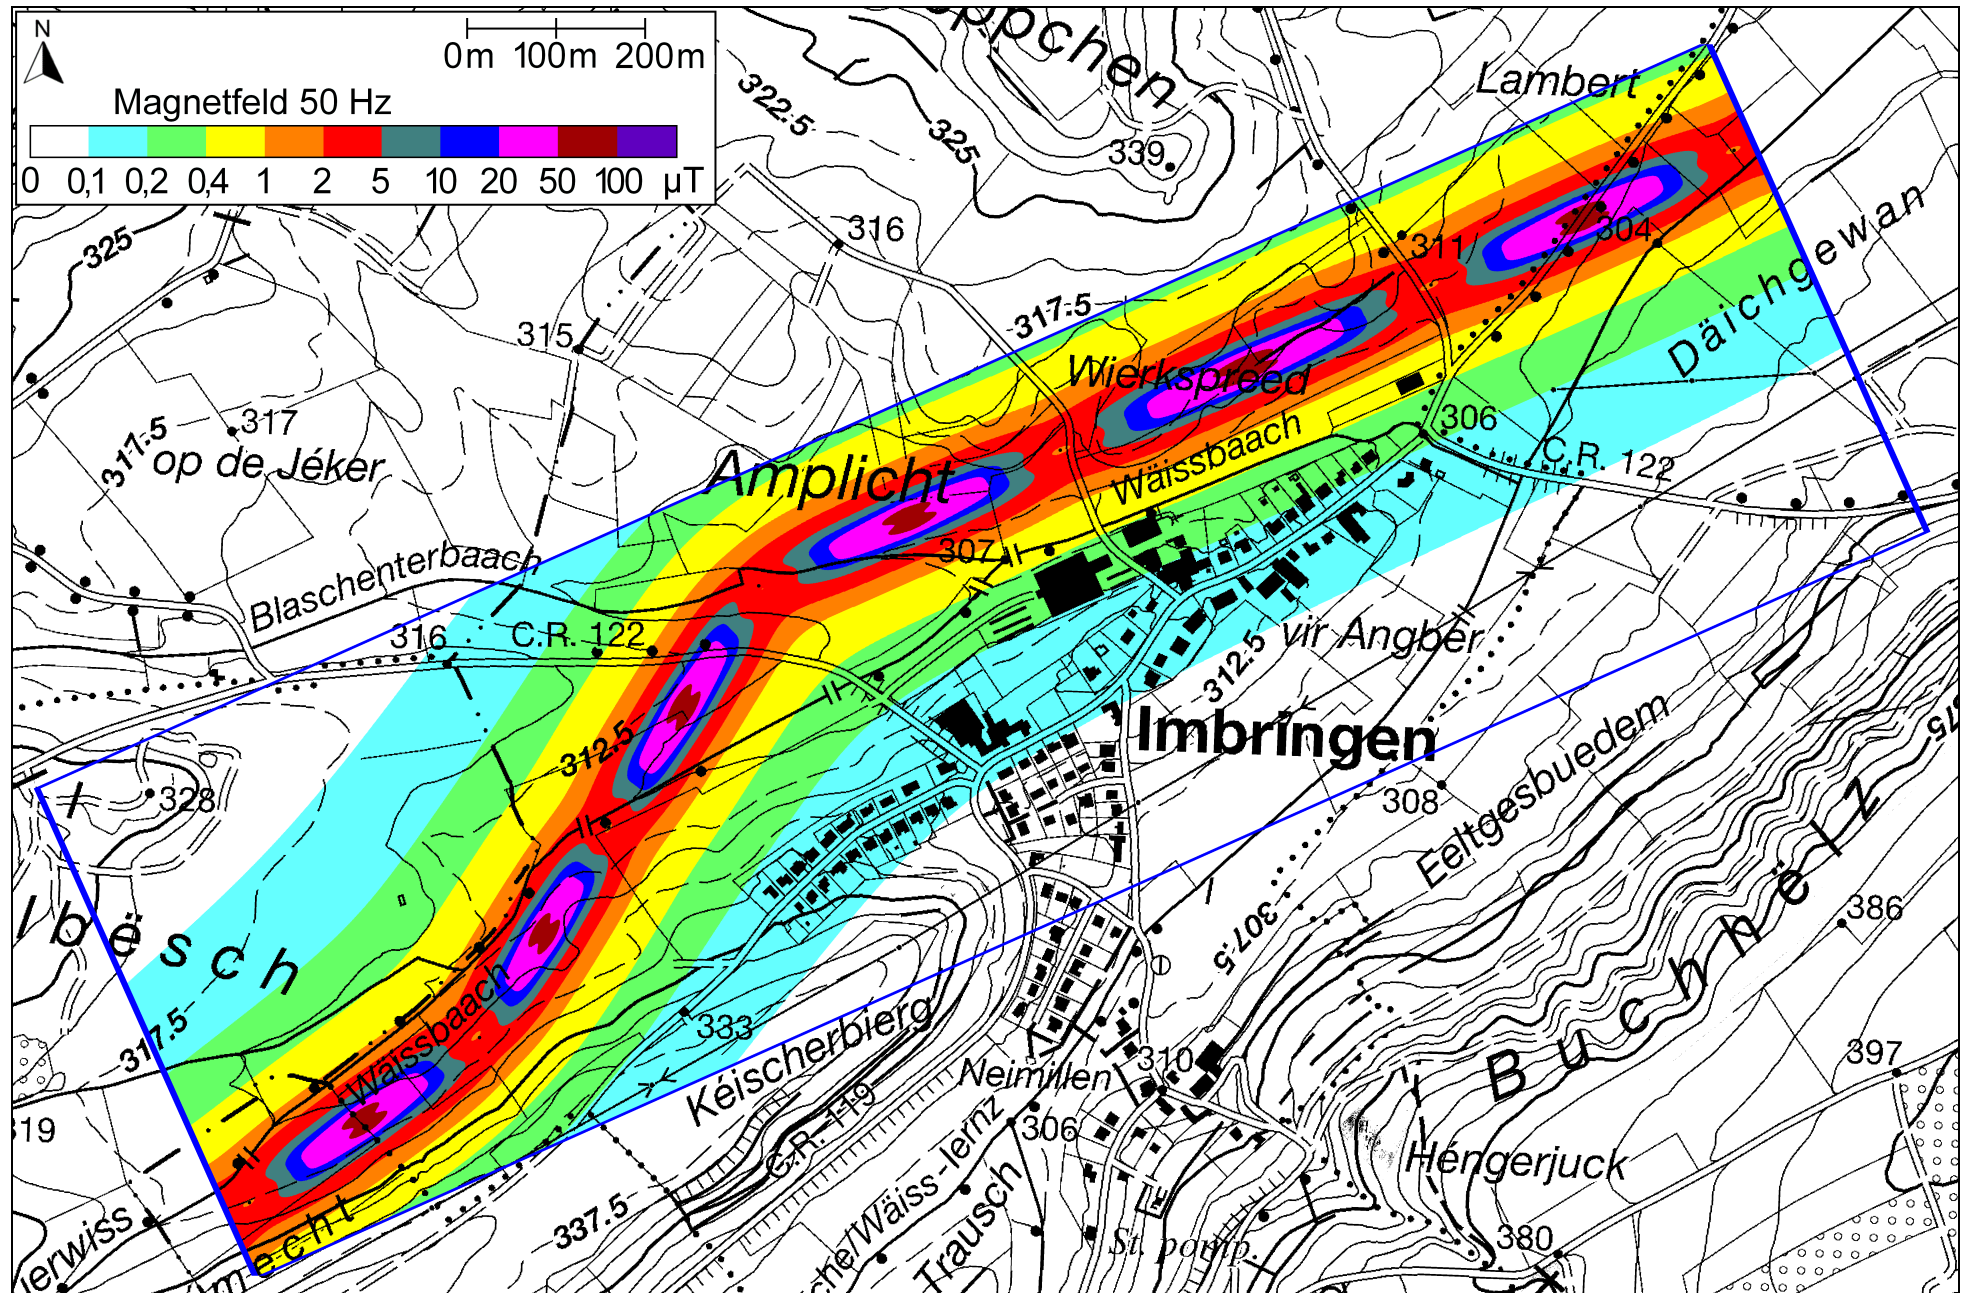 N
0m 100m 200m
Magnetfeld 50 Hz
0 0,1 0,2 0,4 1 2 5 10 20 50 100 µT
322.5
325
339
Lambert
316
325
311
304
Däichgewan
317.5
315
Wierkspreed
317
317.5
op de Jéker
306
Wäissbaach
C.R. 122
Amplicht
307
Blaschenterbaach
316
C.R. 122
vir Angber
312.5
312.5
Imbringen
328
308
Eeltgesbuedem
375
Buchhelz
386
307.5
317.5
333
Wäissbaach
Kéischerbierg
Neimillen
310
397
306
C.R. 119
Héngerjuck
337.5
Trausch
St. pomp.
380